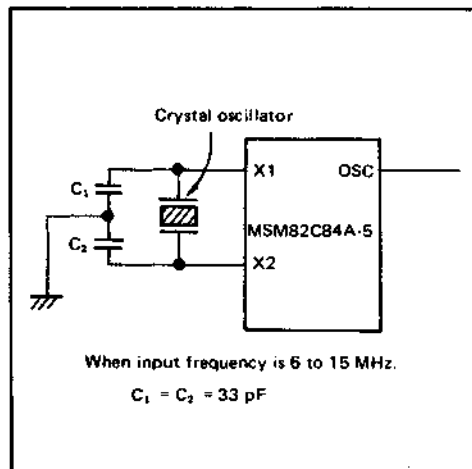 Crystal oscillator
X1
OSC
C₁
MSM82C84A-5
C₂
X2
When input frequency is 6 to 15 MHz.
C₁ = C₂ = 33 pF